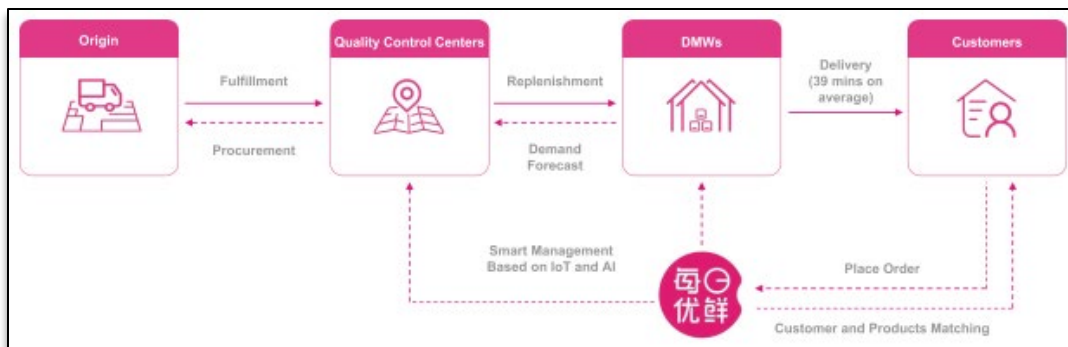 Origin
Quality Control Centers
DMWs
Customers
Fulfillment
Procurement
Replenishment
Demand
Forecast
Delivery
(39 mins on
average)
Smart Management
Based on IoT and AI
每日
优鲜
Place Order
Customer and Products Matching